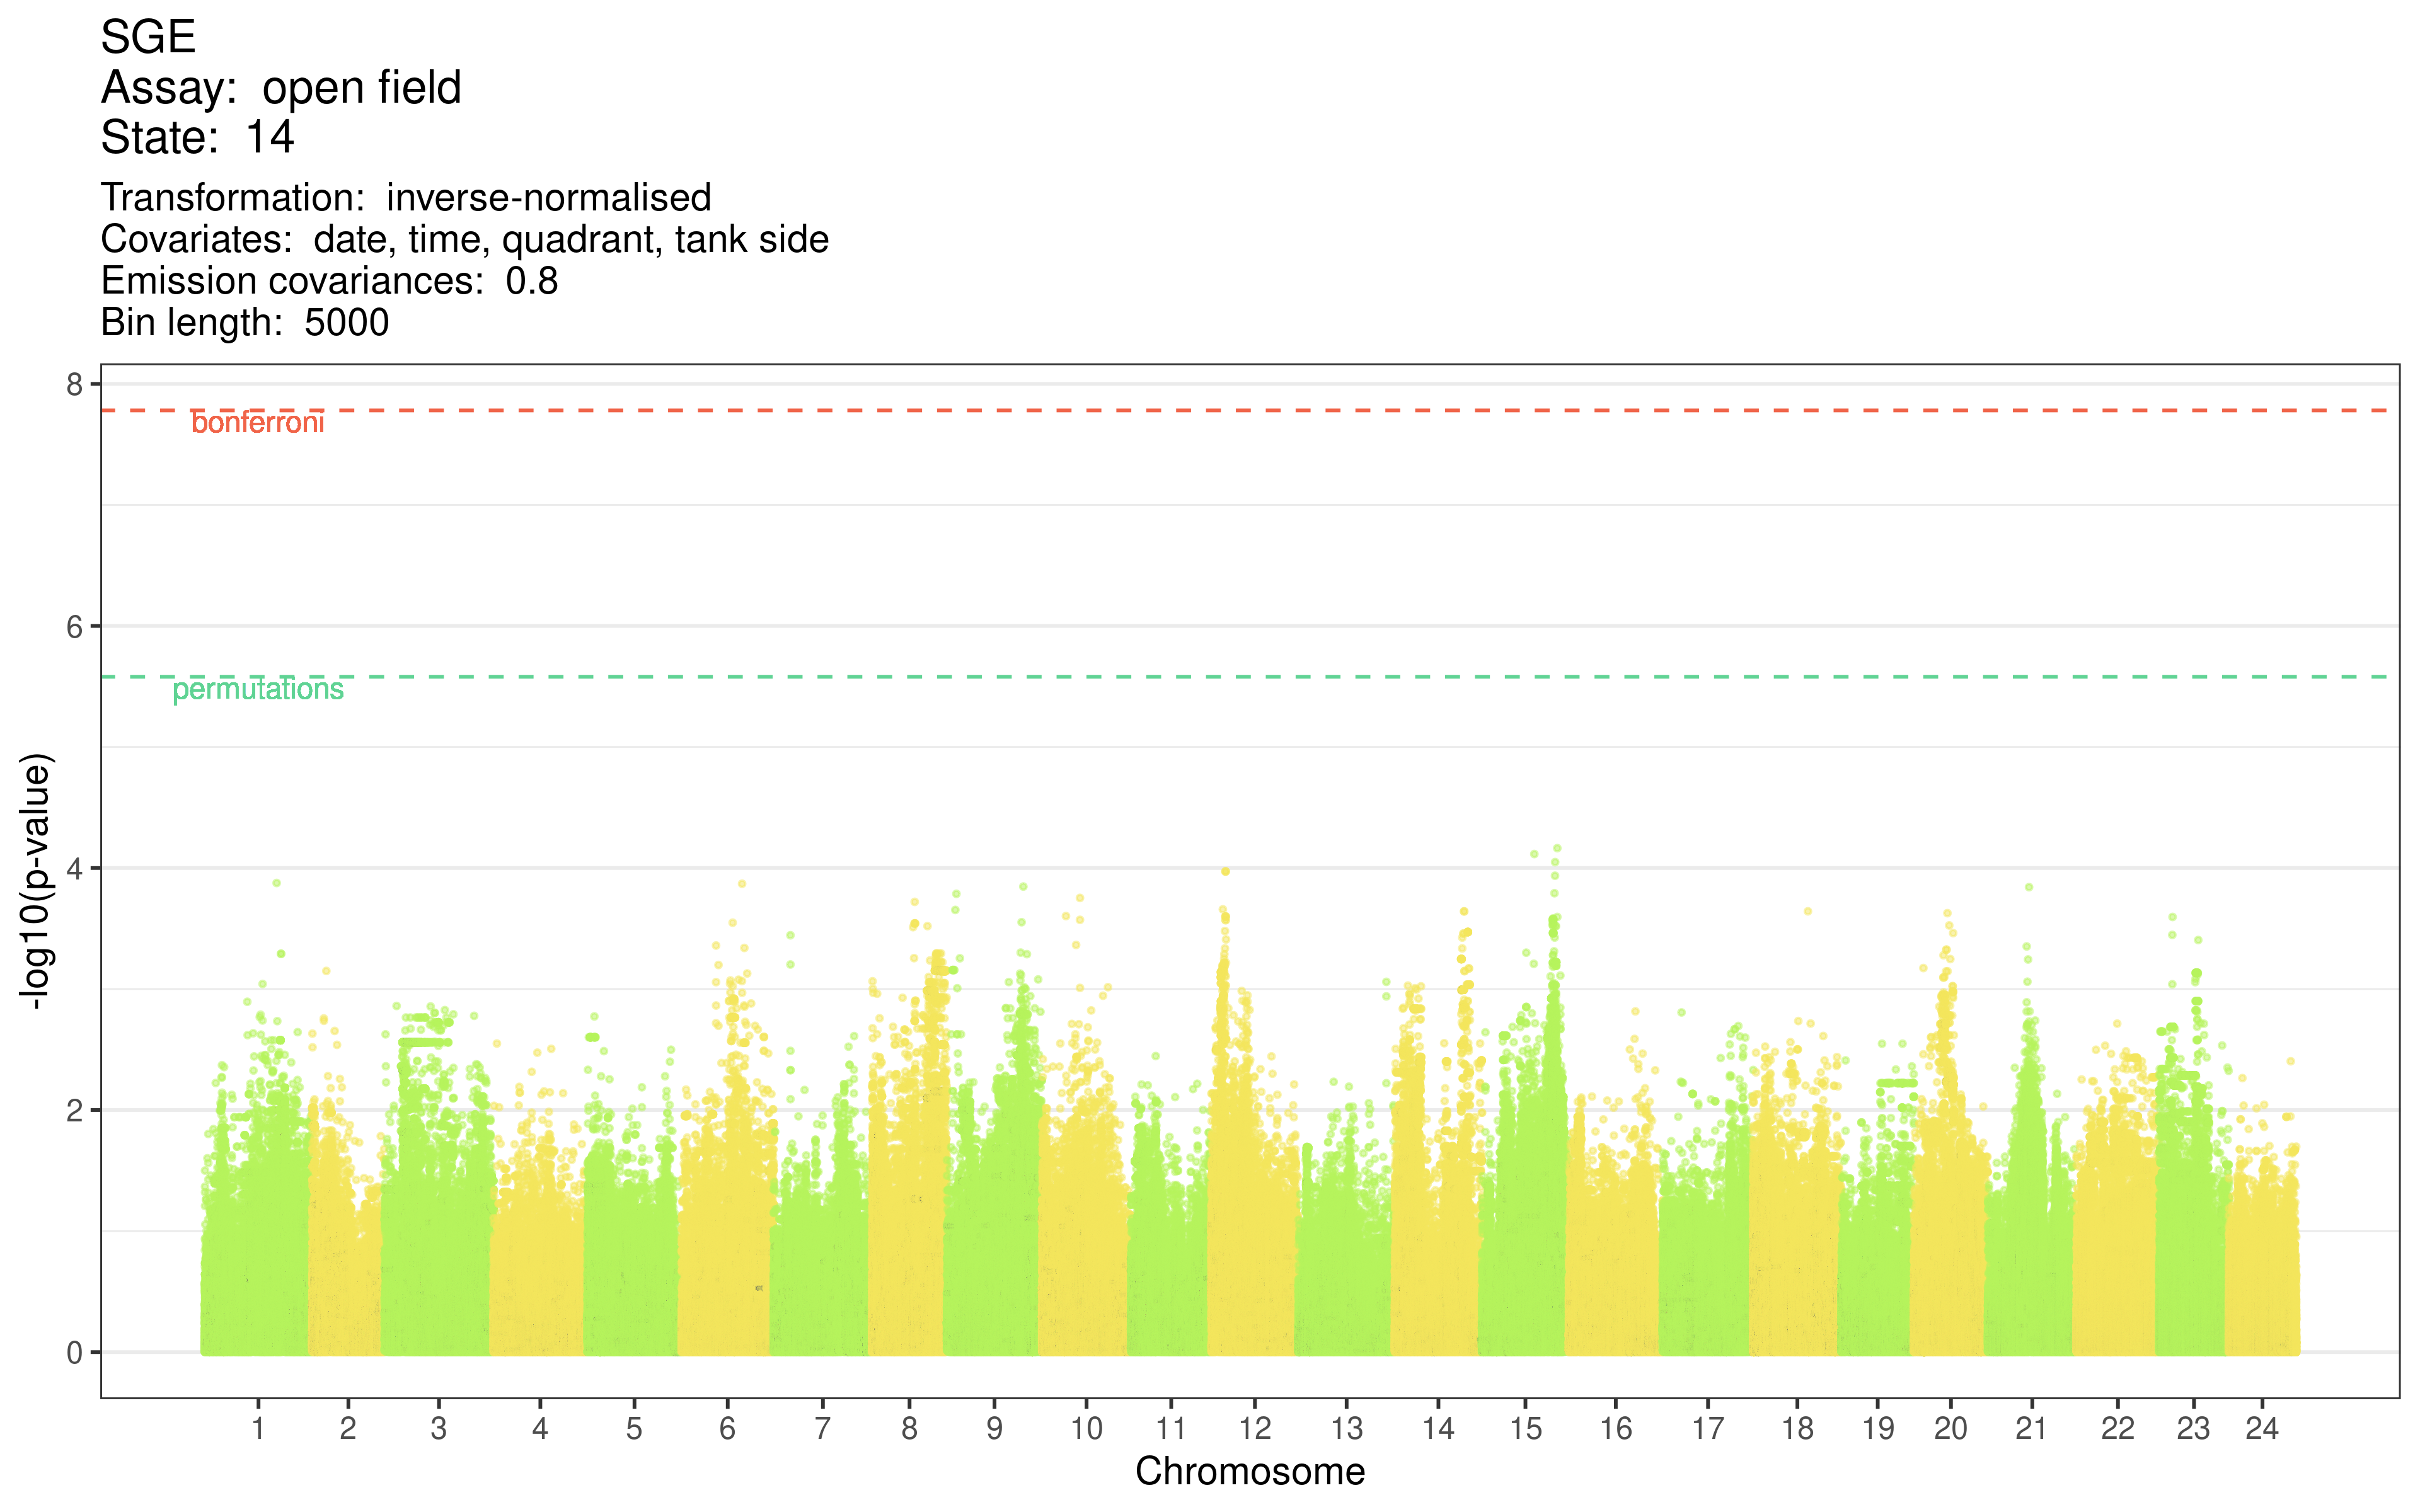 SGE
Assay:  open field
State:  14
Transformation:  inverse-normalised
Covariates:  date, time, quadrant, tank side
Emission covariances:  0.8
Bin length:  5000
8
bonferroni
6
permutations
4
2
0
-log10(p-value)
1 2 3 4 5 6 7 8 9 10 11 12 13 14 15 16 17 18 19 20 21 22 23 24
Chromosome